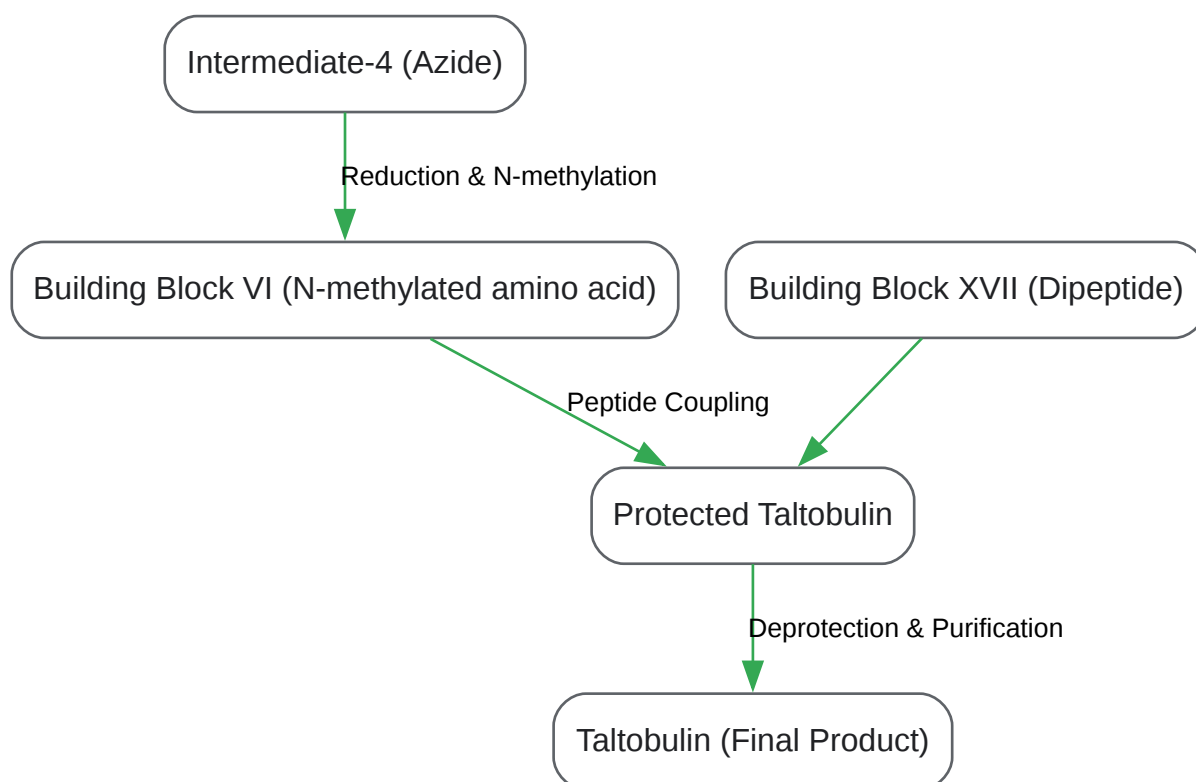 Intermediate-4 (Azide)
Reduction & N-methylation
Building Block VI (N-methylated amino acid)
Building Block XVII (Dipeptide)
Peptide Coupling
Protected Taltobulin
Deprotection & Purification
Taltobulin (Final Product)